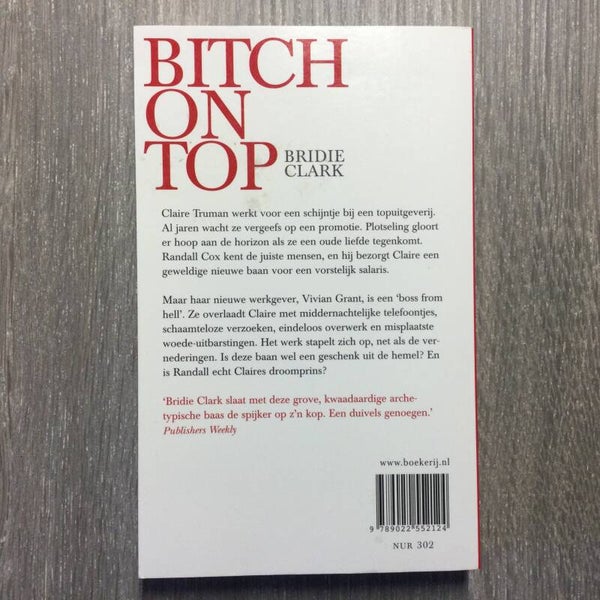 BITCH
ON
TOP BRIDIE
CLARK
Claire Truman werkt voor een schijntje bij een topuitgeverij.
Al jaren wacht ze vergeefs op een promotie. Plotseling gloort
er hoop aan de horizon als ze een oude liefde tegenkomt.
Randall Cox kent de juiste mensen, en hij bezorgt Claire een
geweldige nieuwe baan voor een vorstelijk salaris.
Maar haar nieuwe werkgever, Vivian Grant, is een ‘boss from
hell’. Ze overlaadt Claire met middernachtelijke telefoontjes,
schaamteloze verzoeken, eindeloos overwerk en misplaatste
woede-uitbarstingen. Het werk stapelt zich op, net als de ver-
nederingen. Is deze baan wel een geschenk uit de hemel? En
is Randall echt Claires droomprins?
‘Bridie Clark slaat met deze grove, kwaadaardige arche-
typische baas de spijker op z’n kop. Een duivels genoegen.’
Publishers Weekly
www.boekerij.nl
9 789022 552124
NUR 302